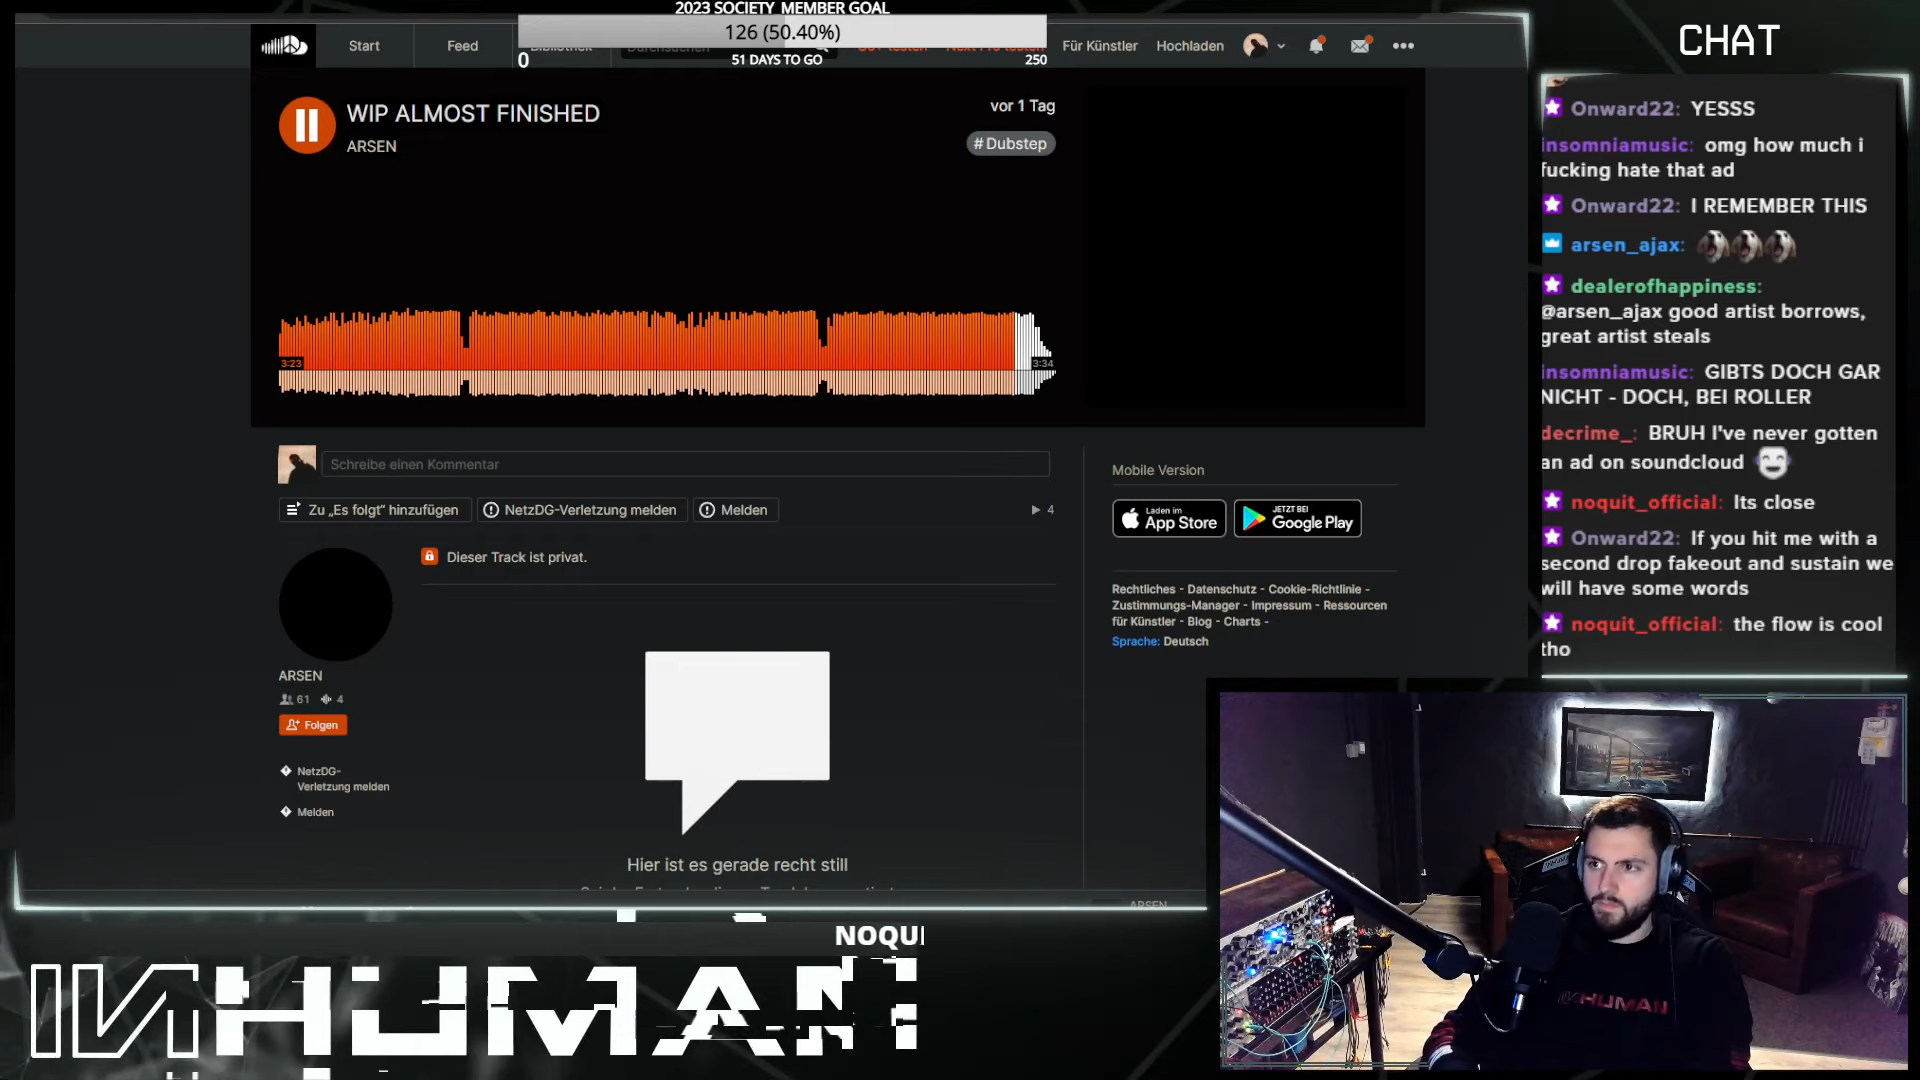 2023 SOCIETY MEMBER GOAL
126 (50.40%)
0
51 DAYS TO GO
250
Start
Feed
Bibliothek
Durchsuchen
Für Künstler
Hochladen
WIP ALMOST FINISHED
ARSEN
vor 1 Tag
# Dubstep
3:23
3:34
Schreibe einen Kommentar
Zu „Es folgt“ hinzufügen
NetzDG-Verletzung melden
Melden
4
Dieser Track ist privat.
ARSEN
61
4
Folgen
NetzDG-
Verletzung melden
Melden
Hier ist es gerade recht still
Mobile Version
Laden im
App Store
JETZT BEI
Google Play
Rechtliches - Datenschutz - Cookie-Richtlinie -
Zustimmungs-Manager - Impressum - Ressourcen
für Künstler - Blog - Charts -
Sprache: Deutsch
ARSEN
CHAT
Onward22: YESSS
insomniamusic: omg how much i
fucking hate that ad
Onward22: I REMEMBER THIS
arsen_ajax:
dealerofhappiness:
@arsen_ajax good artist borrows,
great artist steals
insomniamusic: GIBTS DOCH GAR
NICHT - DOCH, BEI ROLLER
decrime_: BRUH I've never gotten
an ad on soundcloud
noquit_official: Its close
Onward22: If you hit me with a
second drop fakeout and sustain we
will have some words
noquit_official: the flow is cool
tho
NOQUI
INHUMAN
INHUMAN